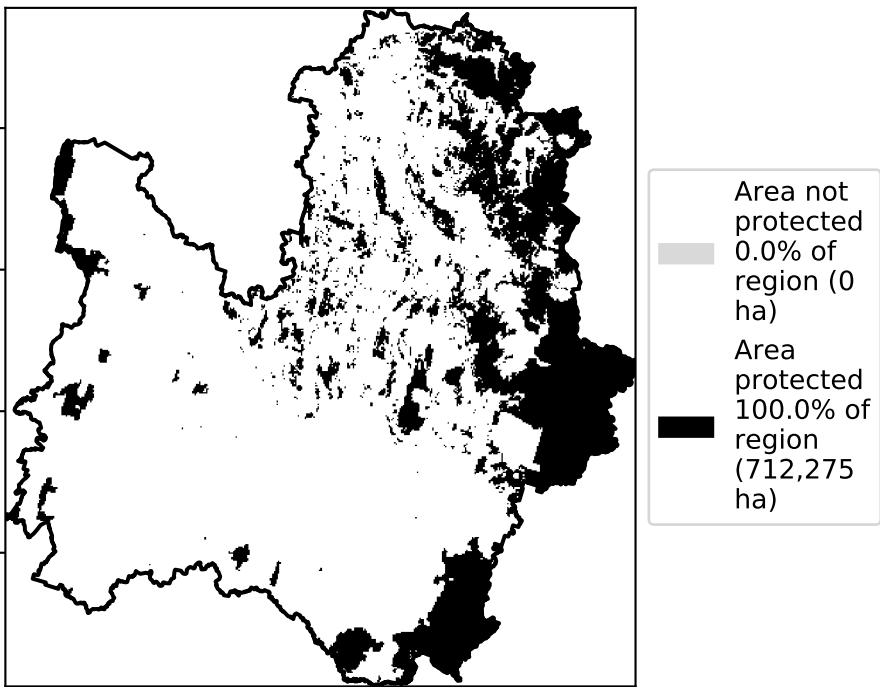 Area not
protected
0.0% of
region (0
ha)
Area
protected
100.0% of
region
(712,275
ha)